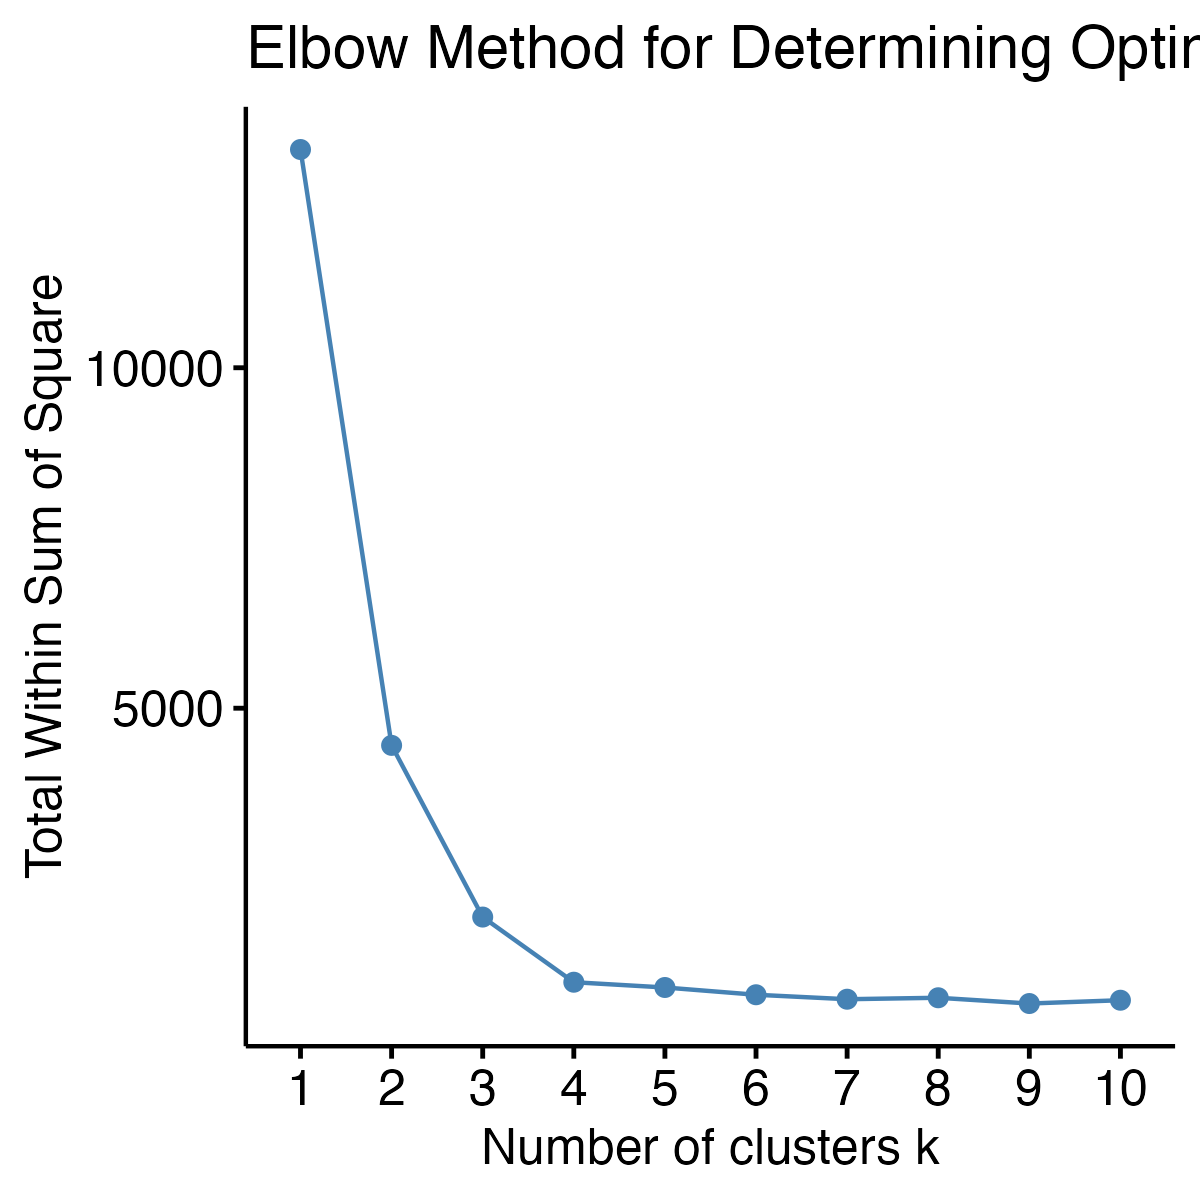 Elbow Method for Determining Optin
Total Within Sum of Square
10000
5000
1 2 3 4 5 6 7 8 9 10
Number of clusters k